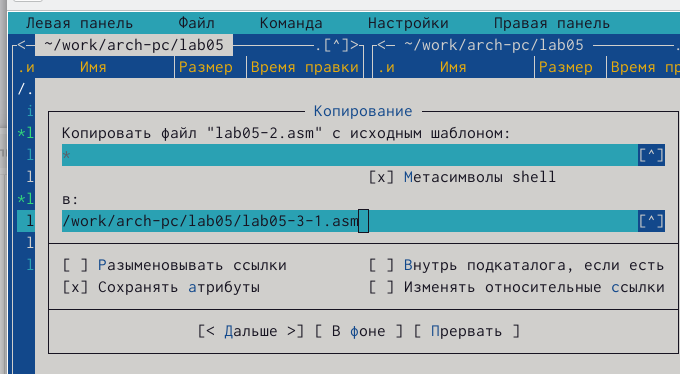 Левая панель Файл Команда Настройки Правая панель
<— ~/work/arch-pc/lab05 .[^]> <— ~/work/arch-pc/lab05
.и Имя Размер Время правки .и Имя Размер Время пр
/.
Копирование
Копировать файл "lab05-2.asm" с исходным шаблоном:
* [^]
[x] Метасимволы shell
в:
/work/arch-pc/lab05/lab05-3-1.asm [^]
[ ] Разыменовывать ссылки [ ] Внутрь подкаталога, если есть
[x] Сохранять атрибуты [ ] Изменять относительные ссылки
[< Дальше >] [ В фоне ] [ Прервать ]